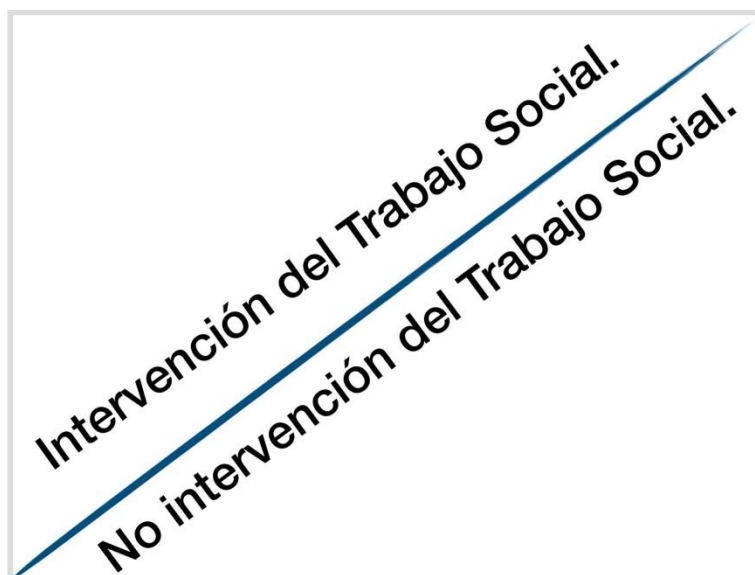 Intervención del Trabajo Social.
No intervención del Trabajo Social.